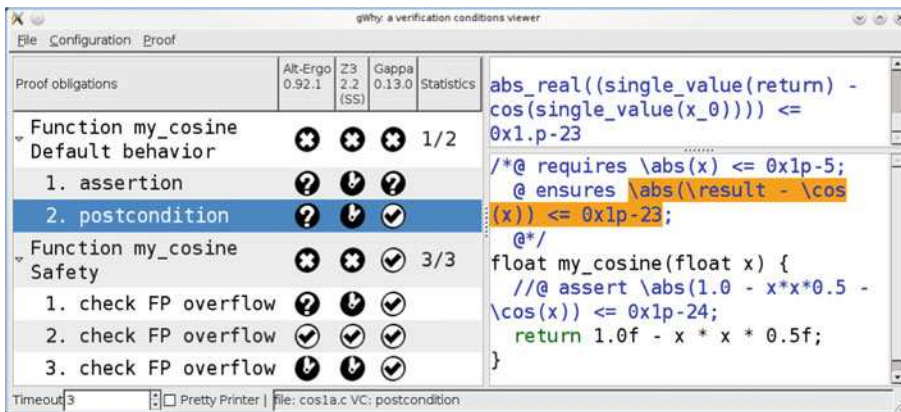 gWhy: a verification conditions viewer
File Configuration Proof
Proof obligations
Alt-Ergo 0.92.1
Z3 2.2 (SS)
Gappa 0.13.0
Statistics
Function my_cosine
Default behavior
1/2
1. assertion
2. postcondition
Function my_cosine
Safety
3/3
1. check FP overflow
2. check FP overflow
3. check FP overflow
abs_real((single_value(return) -
cos(single_value(x_0)))) <=
0x1.p-23
/*@ requires \abs(x) <= 0x1p-5;
@ ensures \abs(\result - \cos
(x)) <= 0x1p-23;
@*/
float my_cosine(float x) {
//@ assert \abs(1.0 - x*x*0.5 -
\cos(x)) <= 0x1p-24;
return 1.0f - x * x * 0.5f;
}
Timeout 3 Pretty Printer | file: cos1a.c VC: postcondition